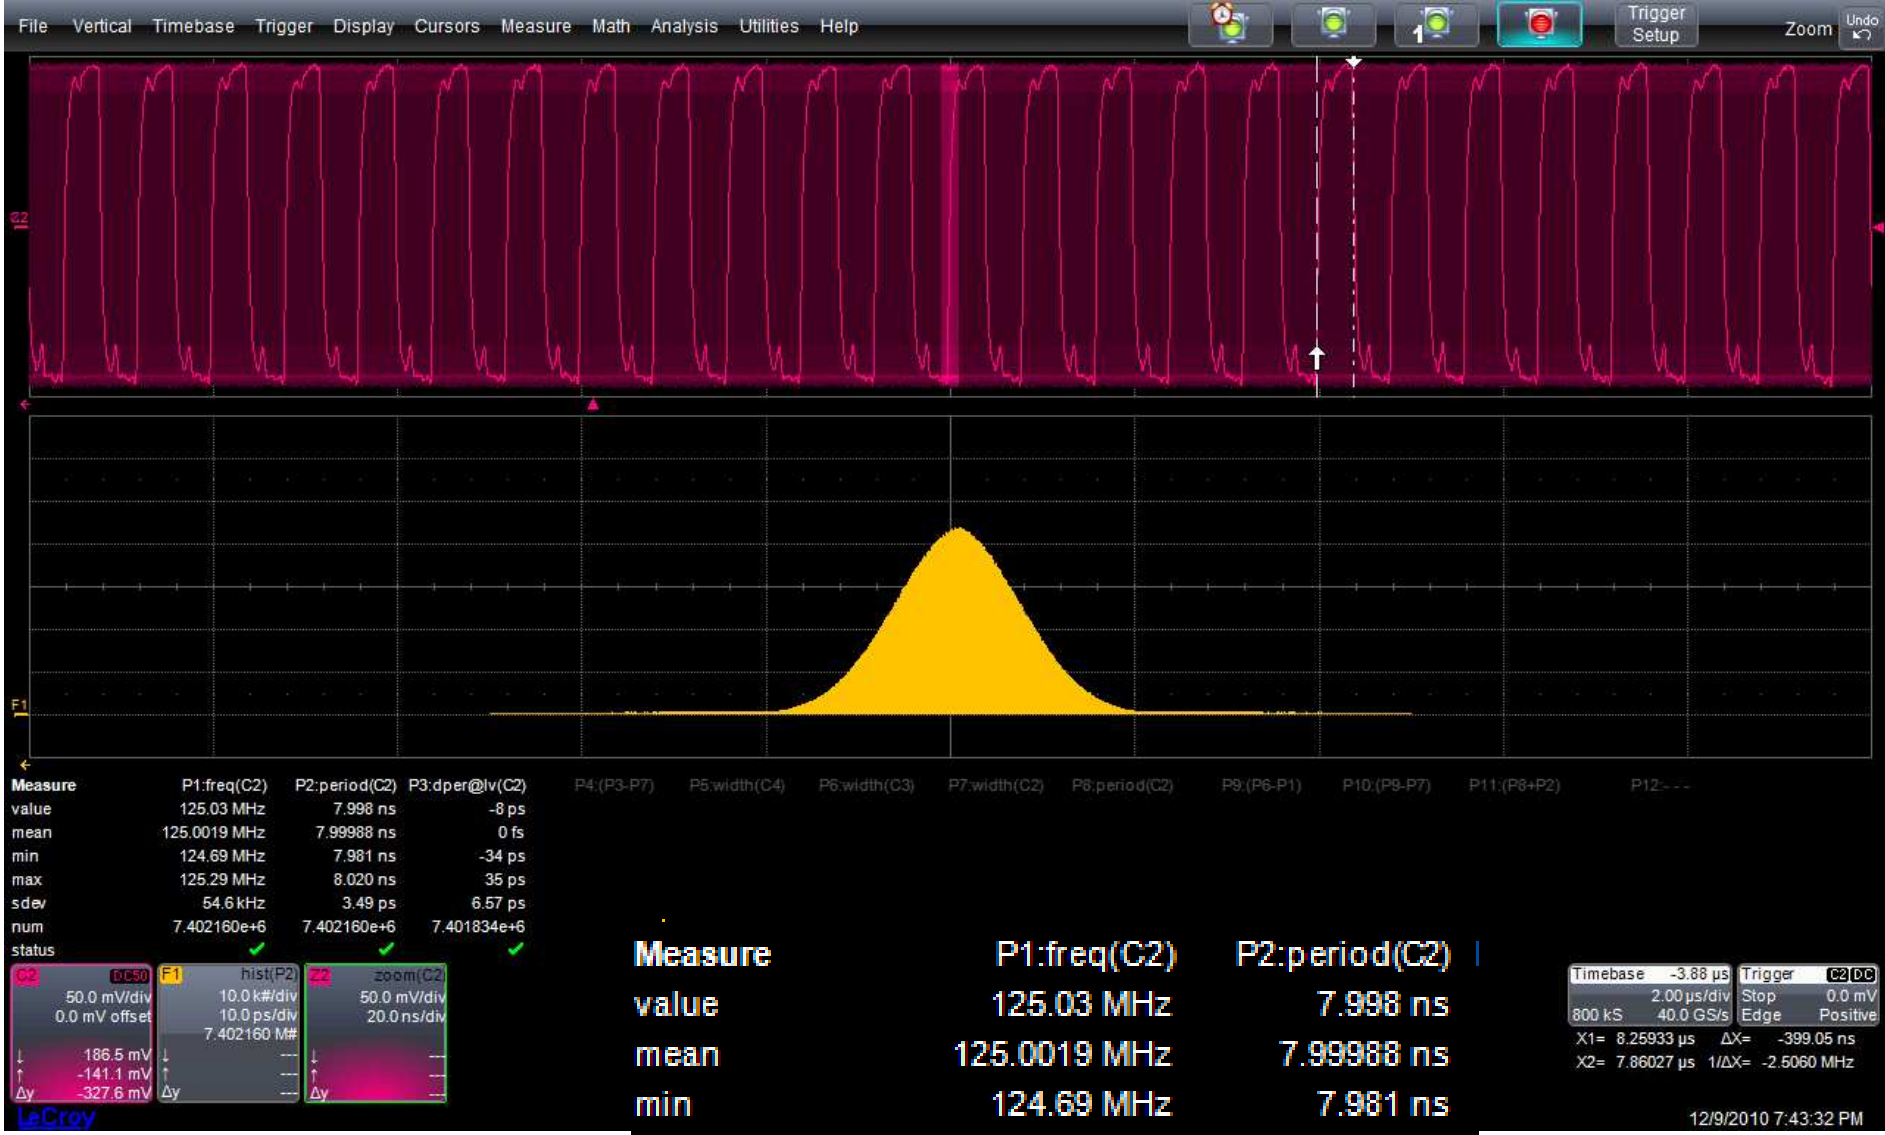 File Vertical Timebase Trigger Display Cursors Measure Math Analysis Utilities Help
1
Trigger Setup
Zoom
Undo
C2
F1
Measure P1:freq(C2) P2:period(C2) P3:dper@lv(C2) P4:(P3-P7) P5:width(C4) P6:width(C3) P7:width(C2) P8:period(C2) P9:(P6-P1) P10:(P9-P7) P11:(P8+P2) P12:---
value 125.03 MHz 7.998 ns -8 ps
mean 125.0019 MHz 7.99988 ns 0 fs
min 124.69 MHz 7.981 ns -34 ps
max 125.29 MHz 8.020 ns 35 ps
sdev 54.6 kHz 3.49 ps 6.57 ps
num 7.402160e+6 7.402160e+6 7.401834e+6
status
C2 DC50
50.0 mV/div
0.0 mV offset
↓ 186.5 mV
↑ -141.1 mV
Δy -327.6 mV
F1 hist(P2)
10.0 k#/div
10.0 ps/div
7.402160 M#
↓ ---
↑ ---
Δy ---
Z2 zoom(C2)
50.0 mV/div
20.0 ns/div
↓ ---
↑ ---
Δy ---
LeCroy
Measure P1:freq(C2) P2:period(C2)
value 125.03 MHz 7.998 ns
mean 125.0019 MHz 7.99988 ns
min 124.69 MHz 7.981 ns
Timebase -3.88 µs
2.00 µs/div
800 kS 40.0 GS/s
Trigger C2 DC
Stop 0.0 mV
Edge Positive
X1= 8.25933 µs ΔX= -399.05 ns
X2= 7.86027 µs 1/ΔX= -2.5060 MHz
12/9/2010 7:43:32 PM